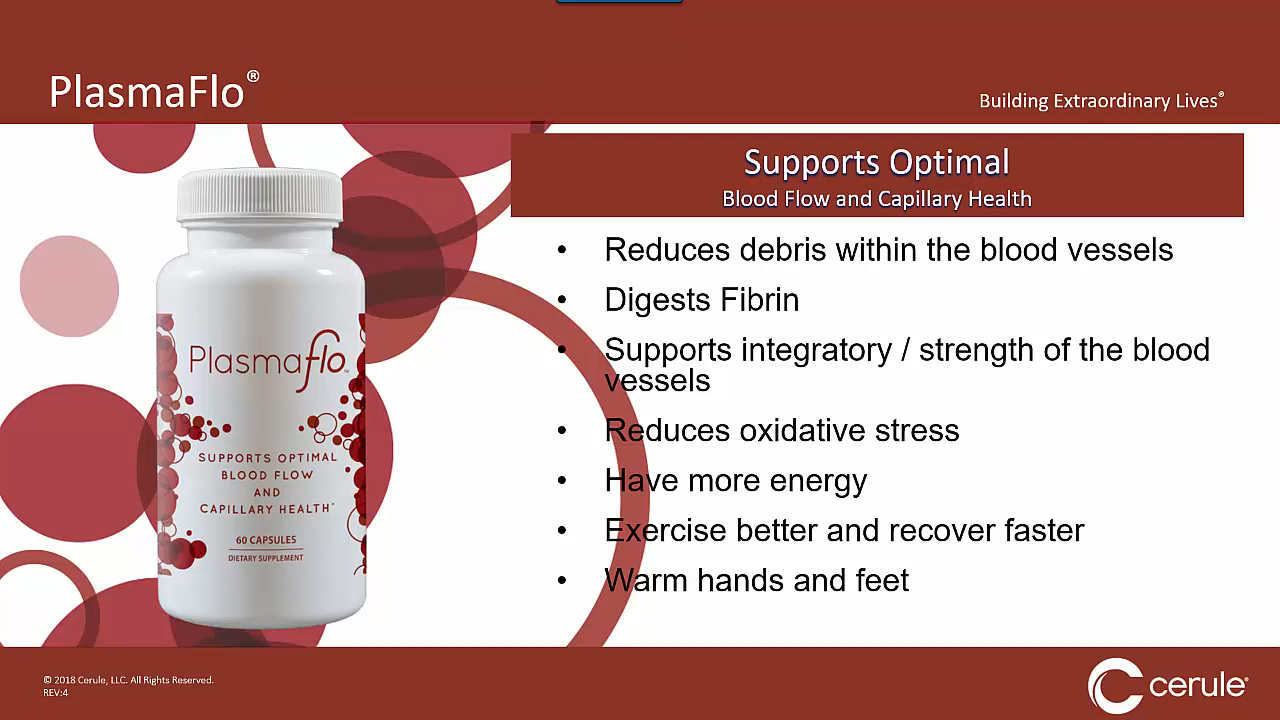 PlasmaFlo®
Building Extraordinary Lives®
Supports Optimal
Blood Flow and Capillary Health
• Reduces debris within the blood vessels
• Digests Fibrin
• Supports integratory / strength of the blood
vessels
• Reduces oxidative stress
• Have more energy
• Exercise better and recover faster
• Warm hands and feet
Plasmaflo™
SUPPORTS OPTIMAL
BLOOD FLOW
AND
CAPILLARY HEALTH*
60 CAPSULES
DIETARY SUPPLEMENT
© 2018 Cerule, LLC. All Rights Reserved.
REV:4
cerule®